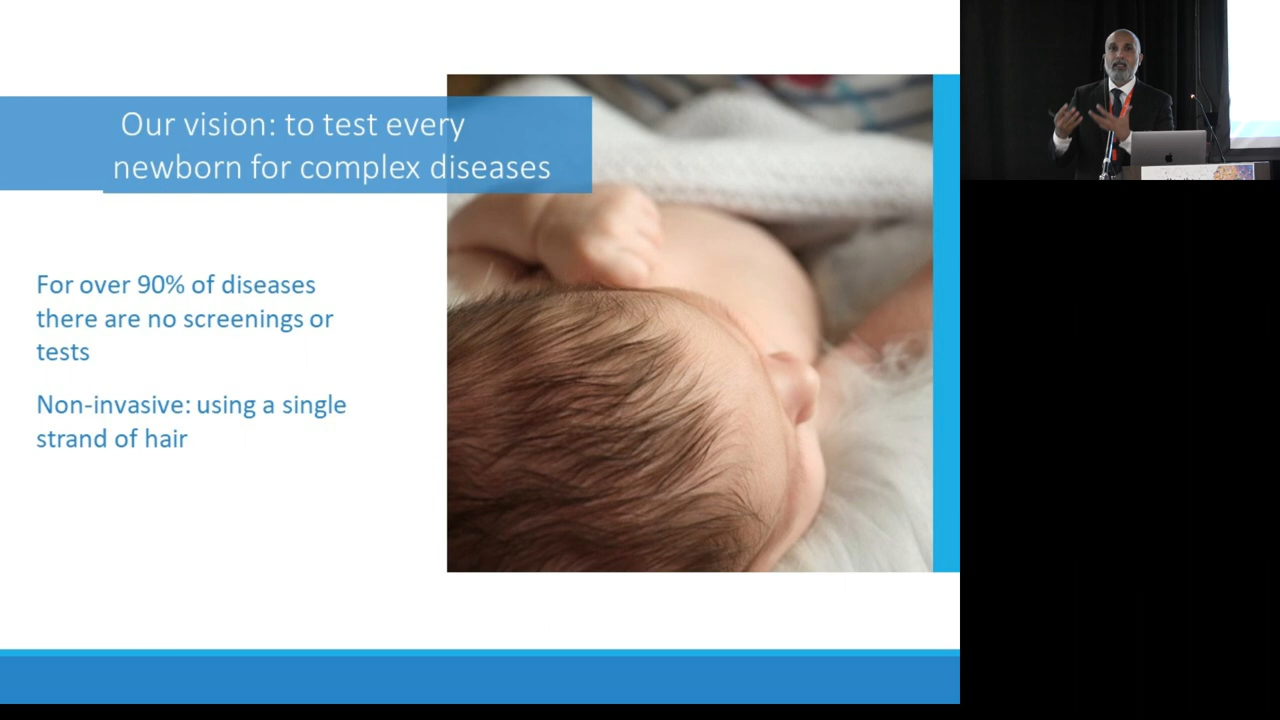 Our vision: to test every
newborn for complex diseases
For over 90% of diseases
there are no screenings or
tests
Non-invasive: using a single
strand of hair